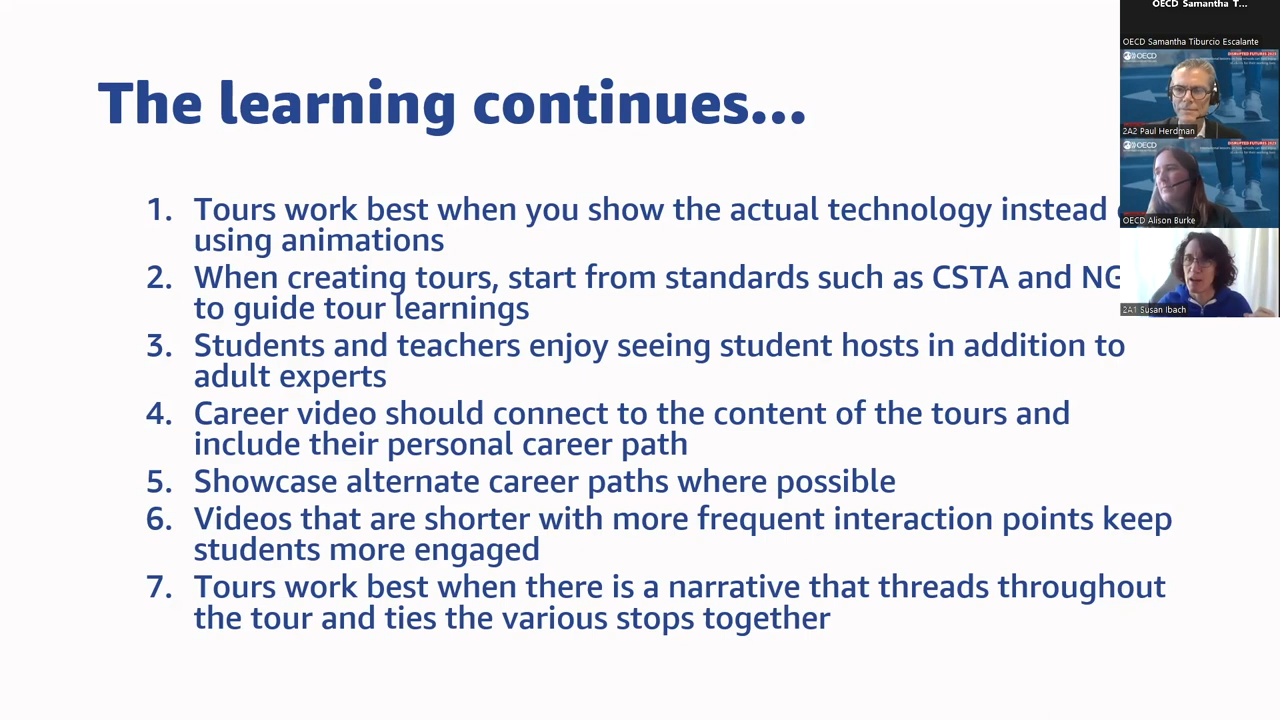 The learning continues...
1. Tours work best when you show the actual technology instead
using animations
2. When creating tours, start from standards such as CSTA and
to guide tour learnings
3. Students and teachers enjoy seeing student hosts in addition to
adult experts
4. Career video should connect to the content of the tours and
include their personal career path
5. Showcase alternate career paths where possible
6. Videos that are shorter with more frequent interaction points keep
students more engaged
7. Tours work best when there is a narrative that threads throughout
the tour and ties the various stops together
OECD Samantha T...
OECD Samantha Tiburcio Escalante
OECD
DISRUPTED FUTURES
2A2 Paul Herdman
OECD
DISRUPTED FUTURES
OECD Alison Burke
2A1 Susan Ibach